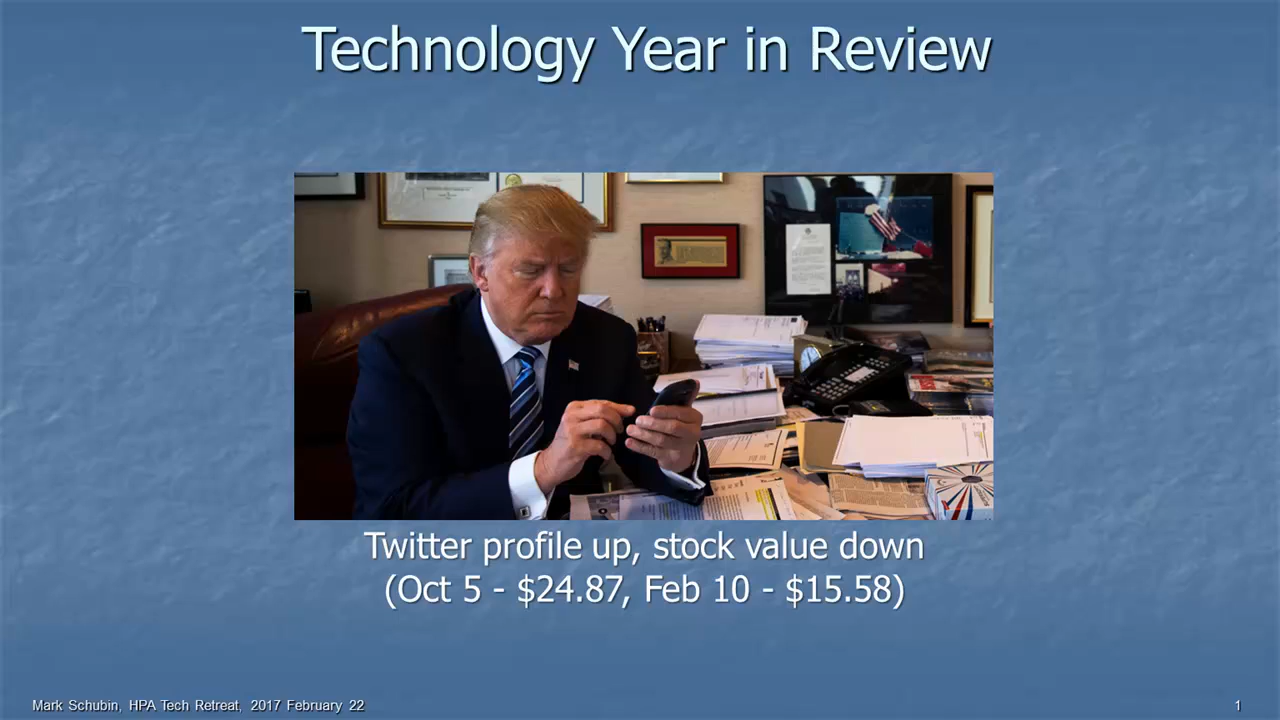 Technology Year in Review
Twitter profile up, stock value down
(Oct 5 - $24.87, Feb 10 - $15.58)
Mark Schubin, HPA Tech Retreat, 2017 February 22
1